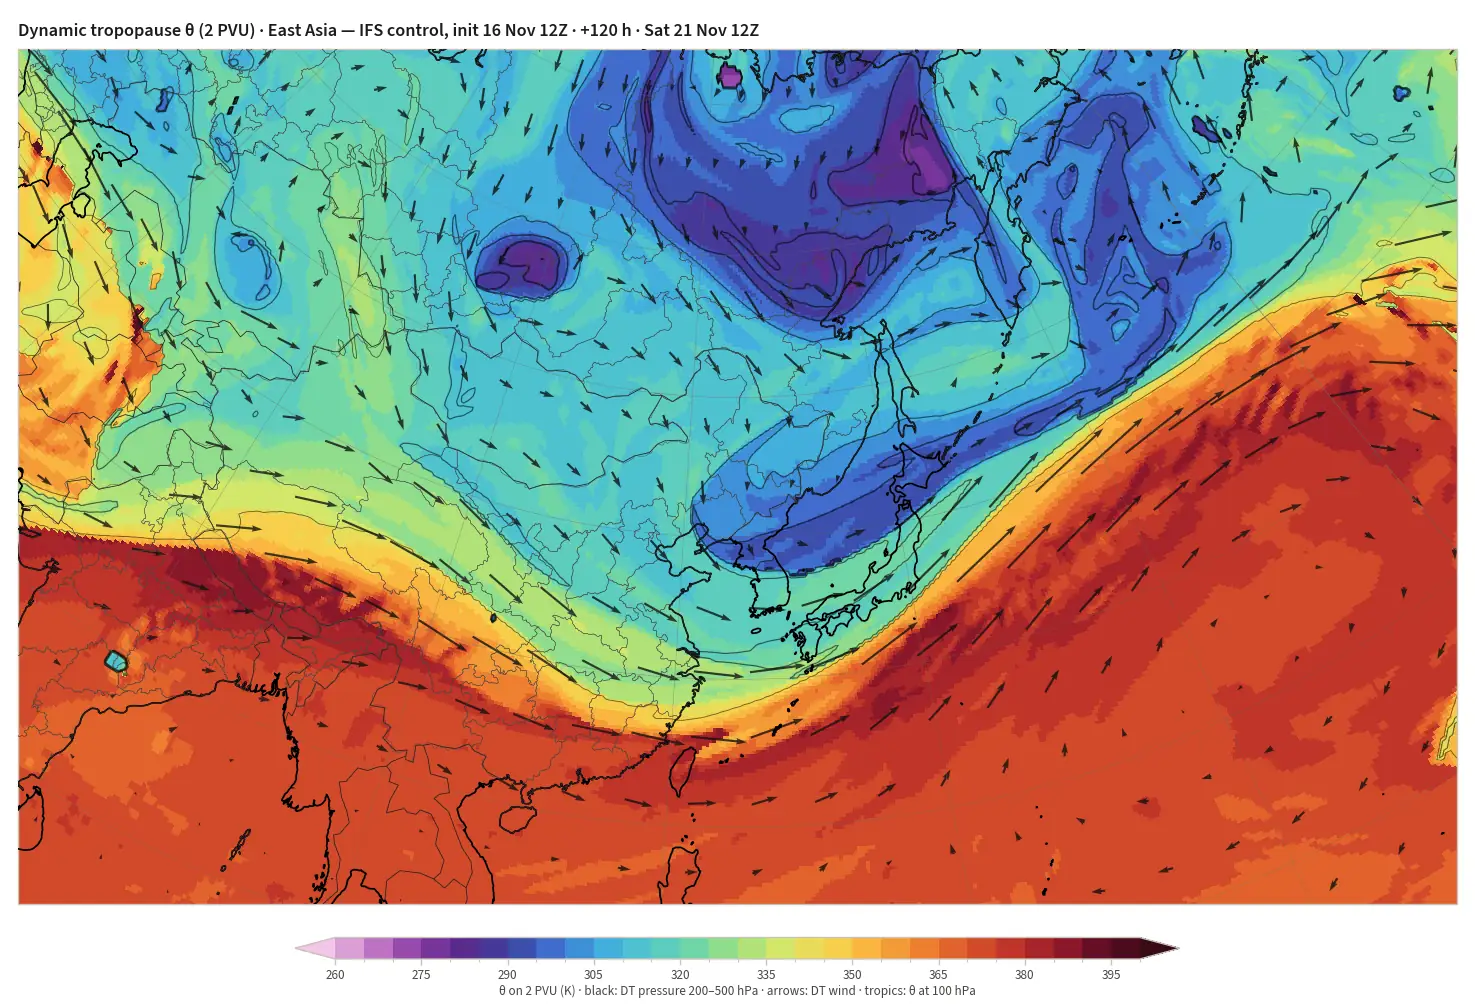 Dynamic tropopause θ (2 PVU) · East Asia — IFS control, init 16 Nov 12Z · +120 h · Sat 21 Nov 12Z
260 275 290 305 320 335 350 365 380 395
θ on 2 PVU (K) · black: DT pressure 200–500 hPa · arrows: DT wind · tropics: θ at 100 hPa